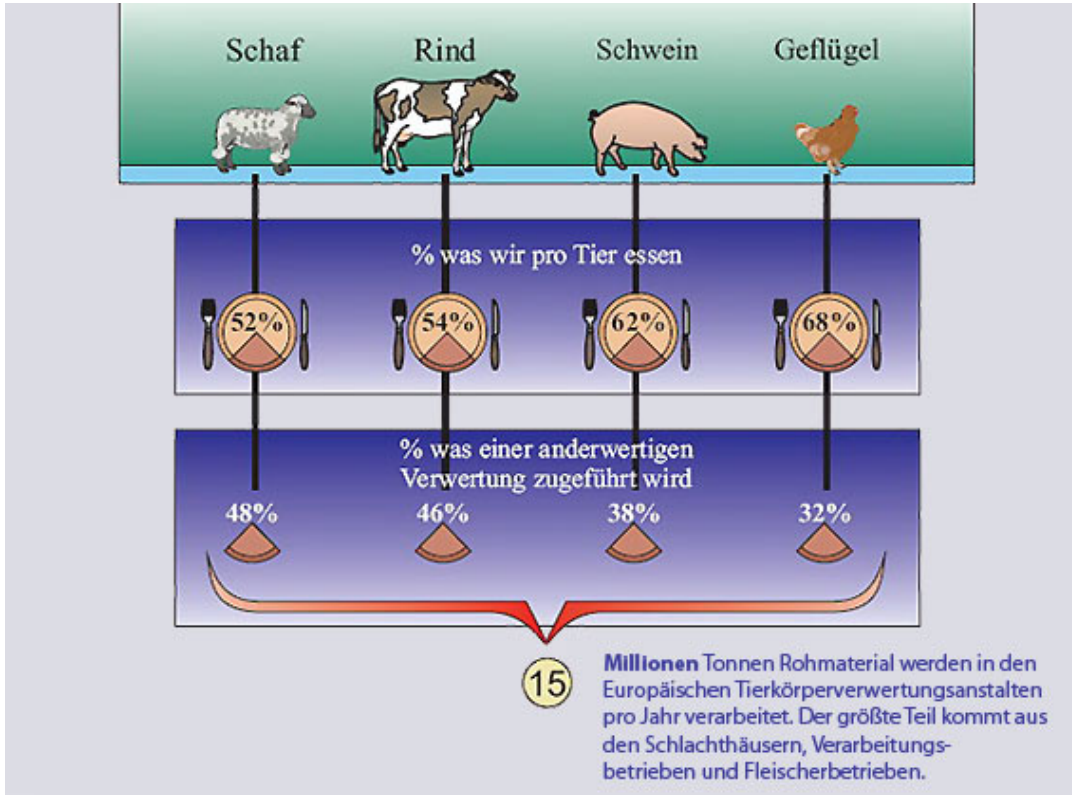 Schaf Rind Schwein Geflügel
% was wir pro Tier essen
52% 54% 62% 68%
% was einer anderwertigen
Verwertung zugeführt wird
48% 46% 38% 32%
15
Millionen Tonnen Rohmaterial werden in den
Europäischen Tierkörperverwertungsanstalten
pro Jahr verarbeitet. Der größte Teil kommt aus
den Schlachthäusern, Verarbeitungs-
betrieben und Fleischerbetrieben.